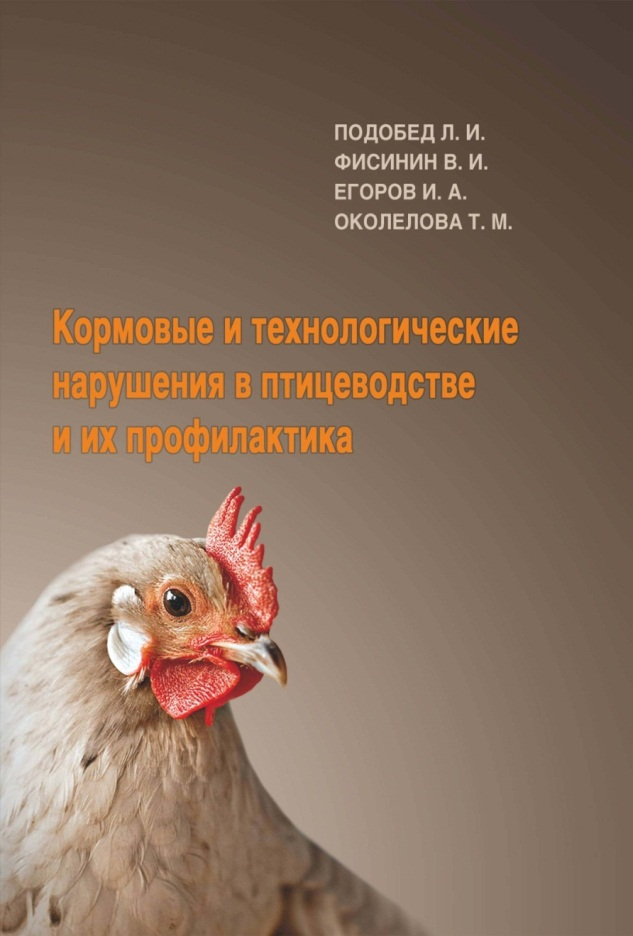 ПОДОБЕД Л. И.
ФИСИНИН В. И.
ЕГОРОВ И. А.
ОКОЛЕЛОВА Т. М.
Кормовые и технологические
нарушения в птицеводстве
и их профилактика